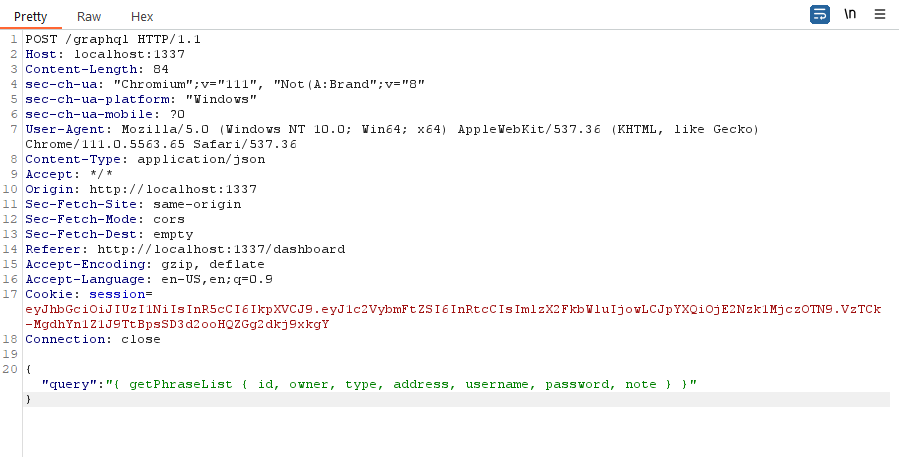 Pretty Raw Hex \n
1 POST /graphql HTTP/1.1
2 Host: localhost:1337
3 Content-Length: 84
4 sec-ch-ua: "Chromium";v="111", "Not(A:Brand";v="8"
5 sec-ch-ua-platform: "Windows"
6 sec-ch-ua-mobile: ?0
7 User-Agent: Mozilla/5.0 (Windows NT 10.0; Win64; x64) AppleWebKit/537.36 (KHTML, like Gecko)
Chrome/111.0.5563.65 Safari/537.36
8 Content-Type: application/json
9 Accept: */*
10 Origin: http://localhost:1337
11 Sec-Fetch-Site: same-origin
12 Sec-Fetch-Mode: cors
13 Sec-Fetch-Dest: empty
14 Referer: http://localhost:1337/dashboard
15 Accept-Encoding: gzip, deflate
16 Accept-Language: en-US,en;q=0.9
17 Cookie: session=
eyJhbGciOiJIUzI1NiIsInR5cCI6IkpXVCJ9.eyJ1c2VybmFtZSI6InRtcCIsImlzX2FkbWluIjowLCJpYXQiOjE2Nzk1MjczOTN9.VzTCk
-MgdhYn1Z1J9TtBpsSD3d2ooHQZGg2dkj9xkgY
18 Connection: close
19
20 {
"query":"{ getPhraseList { id, owner, type, address, username, password, note } }"
}